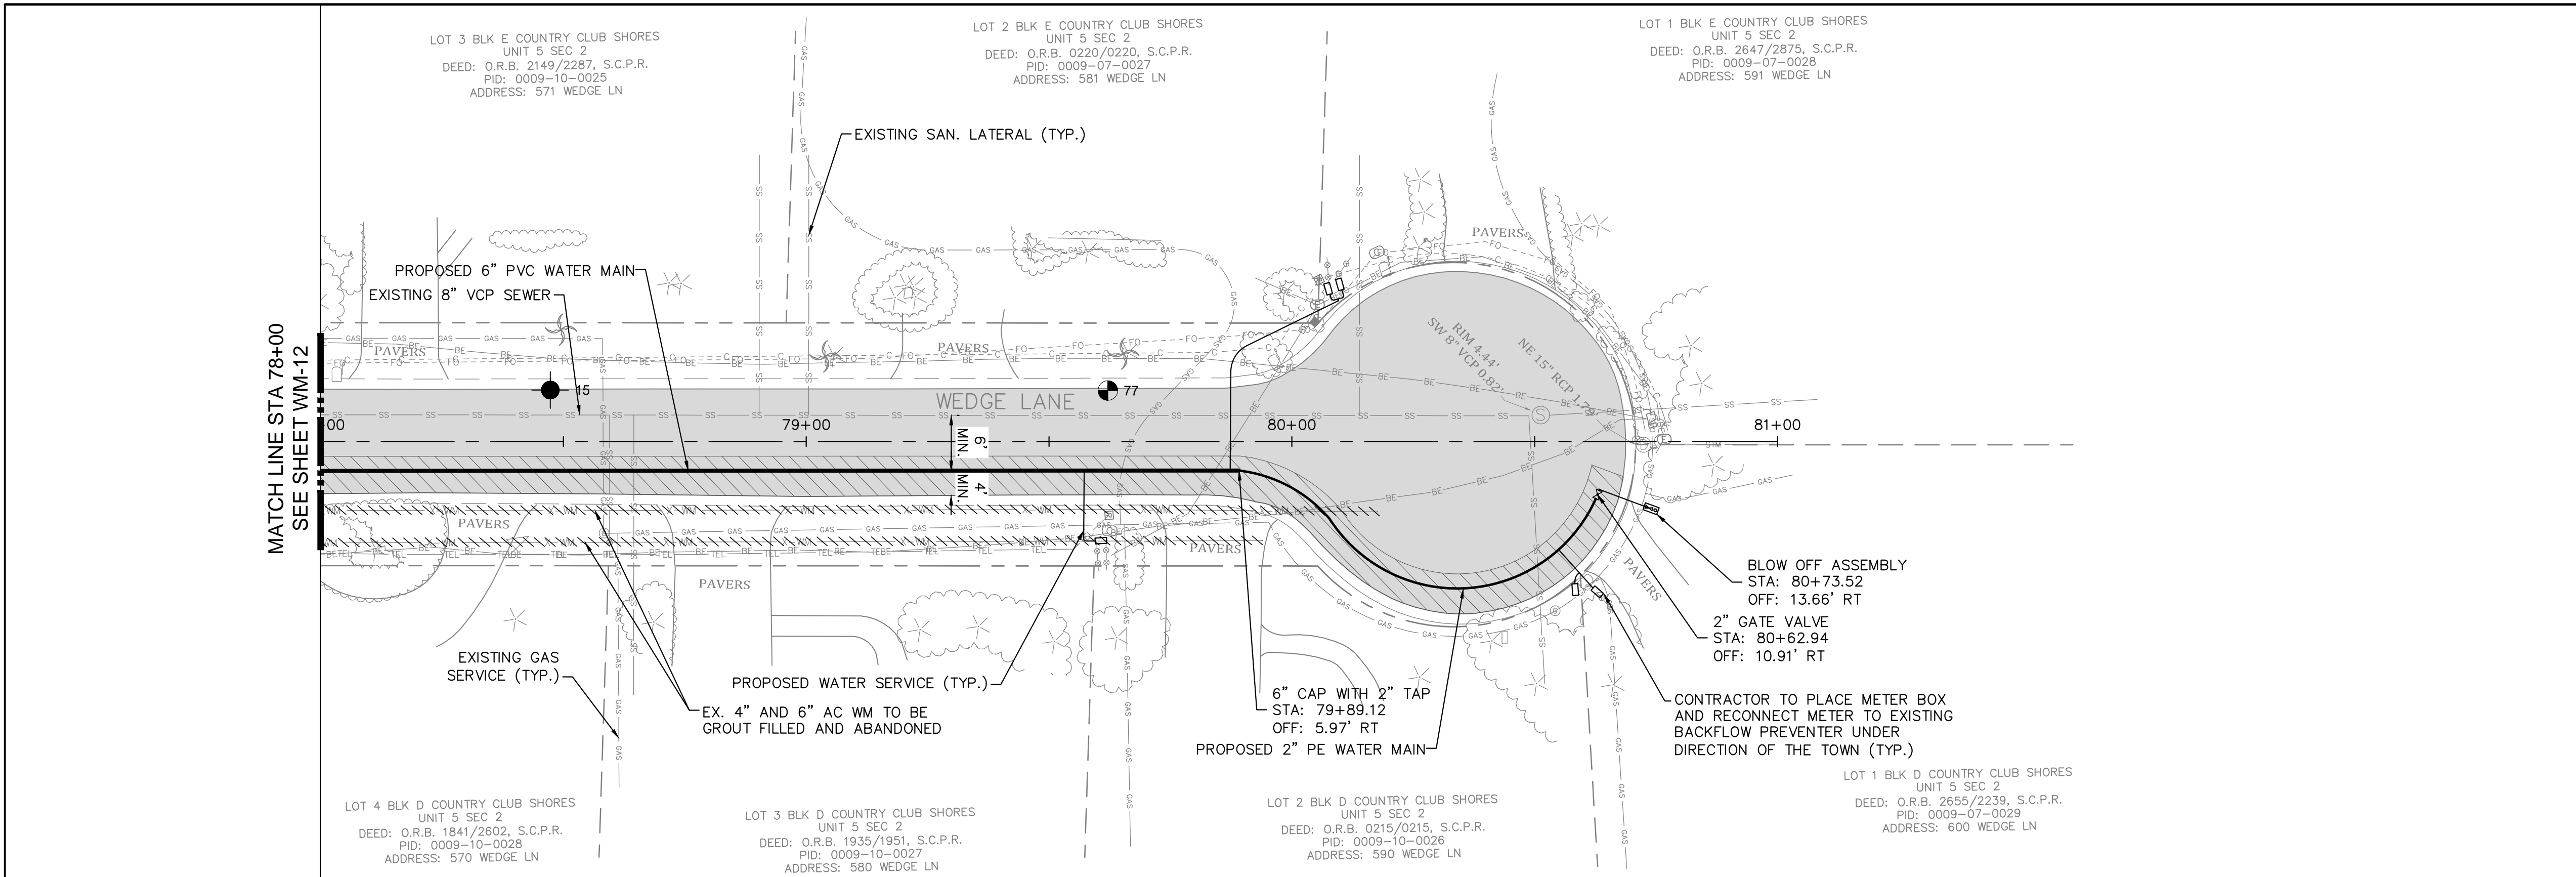 LOT 3 BLK E COUNTRY CLUB SHORES
UNIT 5 SEC 2
DEED: O.R.B. 2149/2287, S.C.P.R.
PID: 0009-10-0025
ADDRESS: 571 WEDGE LN
LOT 2 BLK E COUNTRY CLUB SHORES
UNIT 5 SEC 2
DEED: O.R.B. 0220/0220, S.C.P.R.
PID: 0009-07-0027
ADDRESS: 581 WEDGE LN
LOT 1 BLK E COUNTRY CLUB SHORES
UNIT 5 SEC 2
DEED: O.R.B. 2647/2875, S.C.P.R.
PID: 0009-07-0028
ADDRESS: 591 WEDGE LN
EXISTING SAN. LATERAL (TYP.)
PROPOSED 6" PVC WATER MAIN
EXISTING 8" VCP SEWER
MATCH LINE STA 78+00
SEE SHEET WM-12
PAVERS
PAVERS
PAVERS
15
77
WEDGE LANE
RIM 4.44'
SW 8" VCP 0.82'
NE 15" RCP 1.79'
S
+00
79+00
80+00
81+00
6'
MIN.
4'
MIN.
PAVERS
PAVERS
PAVERS
PAVERS
EXISTING GAS
SERVICE (TYP.)
PROPOSED WATER SERVICE (TYP.)
EX. 4" AND 6" AC WM TO BE
GROUT FILLED AND ABANDONED
6" CAP WITH 2" TAP
STA: 79+89.12
OFF: 5.97' RT
PROPOSED 2" PE WATER MAIN
BLOW OFF ASSEMBLY
STA: 80+73.52
OFF: 13.66' RT
2" GATE VALVE
STA: 80+62.94
OFF: 10.91' RT
CONTRACTOR TO PLACE METER BOX
AND RECONNECT METER TO EXISTING
BACKFLOW PREVENTER UNDER
DIRECTION OF THE TOWN (TYP.)
LOT 4 BLK D COUNTRY CLUB SHORES
UNIT 5 SEC 2
DEED: O.R.B. 1841/2602, S.C.P.R.
PID: 0009-10-0028
ADDRESS: 570 WEDGE LN
LOT 3 BLK D COUNTRY CLUB SHORES
UNIT 5 SEC 2
DEED: O.R.B. 1935/1951, S.C.P.R.
PID: 0009-10-0027
ADDRESS: 580 WEDGE LN
LOT 2 BLK D COUNTRY CLUB SHORES
UNIT 5 SEC 2
DEED: O.R.B. 0215/0215, S.C.P.R.
PID: 0009-10-0026
ADDRESS: 590 WEDGE LN
LOT 1 BLK D COUNTRY CLUB SHORES
UNIT 5 SEC 2
DEED: O.R.B. 2655/2239, S.C.P.R.
PID: 0009-07-0029
ADDRESS: 600 WEDGE LN